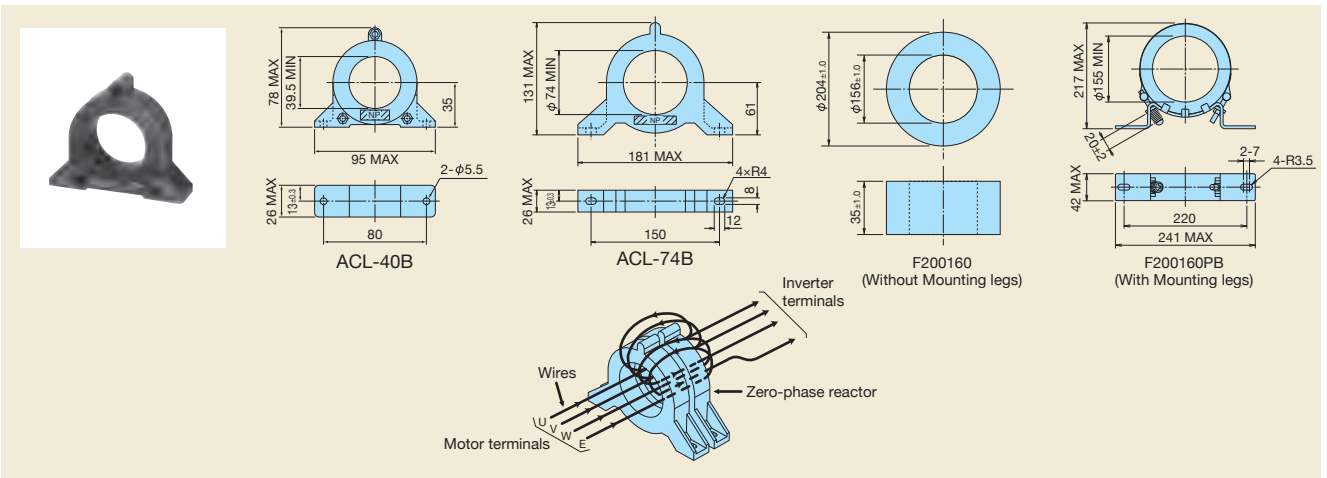 78 MAX
39.5 MIN
35
NP
95 MAX
26 MAX
13±0.3
2-φ5.5
80
ACL-40B
131 MAX
φ74 MIN
61
NP
181 MAX
26 MAX
13±0.3
4×R4
8
12
150
ACL-74B
φ204±1.0
φ156±1.0
35±1.0
F200160
(Without Mounting legs)
217 MAX
φ155 MIN
20±2
2-7
4-R3.5
42 MAX
220
241 MAX
F200160PB
(With Mounting legs)
Inverter
terminals
Wires
Zero-phase reactor
U
V
W
E
Motor terminals